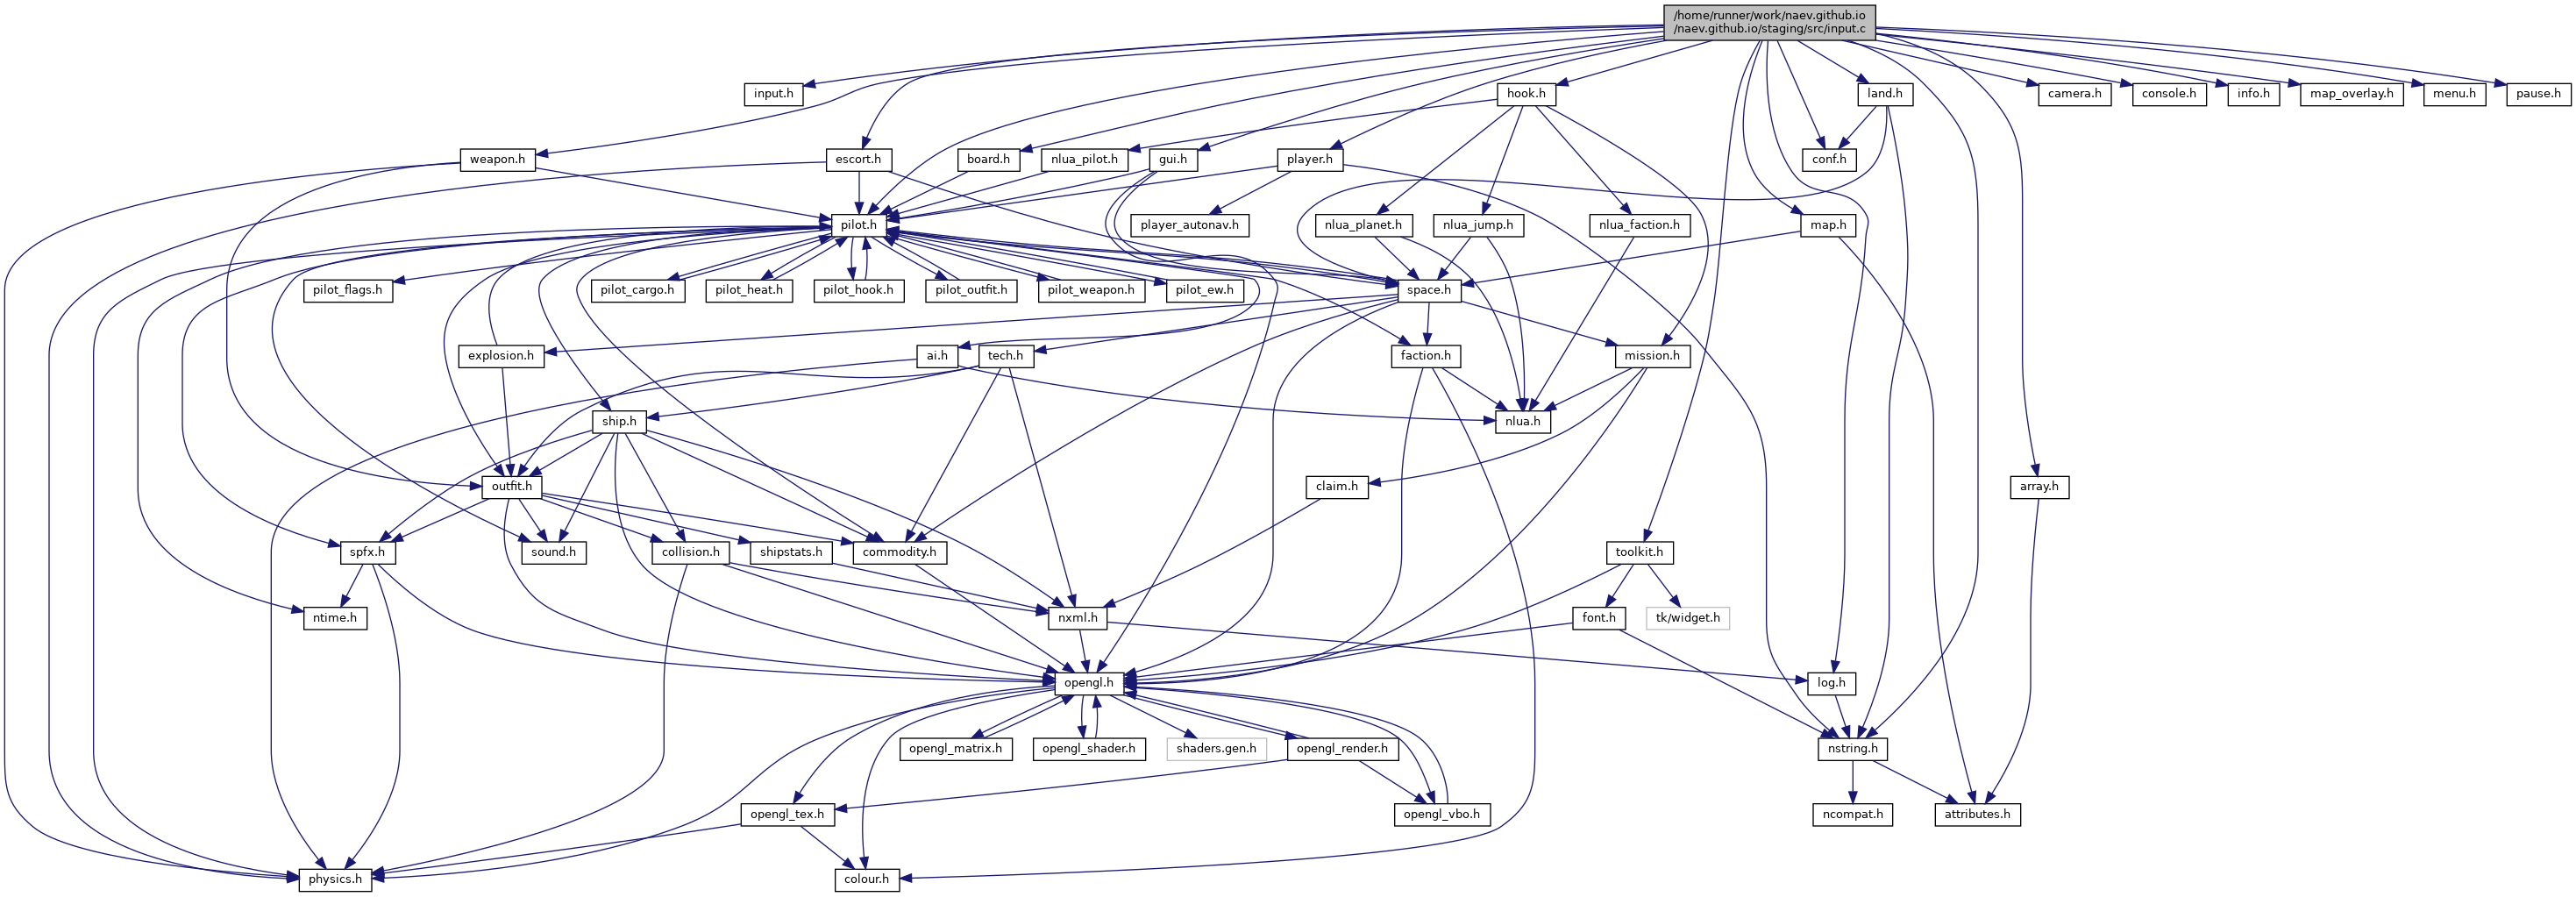 /home/runner/work/naev.github.io
/naev.github.io/staging/src/input.c
input.h
hook.h
land.h
camera.h
console.h
info.h
map_overlay.h
menu.h
pause.h
weapon.h
escort.h
board.h
nlua_pilot.h
gui.h
player.h
conf.h
pilot.h
player_autonav.h
nlua_planet.h
nlua_jump.h
nlua_faction.h
map.h
pilot_flags.h
pilot_cargo.h
pilot_heat.h
pilot_hook.h
pilot_outfit.h
pilot_weapon.h
pilot_ew.h
space.h
explosion.h
ai.h
tech.h
faction.h
mission.h
ship.h
nlua.h
outfit.h
claim.h
array.h
spfx.h
sound.h
collision.h
shipstats.h
commodity.h
toolkit.h
ntime.h
nxml.h
font.h
tk/widget.h
opengl.h
log.h
opengl_matrix.h
opengl_shader.h
shaders.gen.h
opengl_render.h
nstring.h
opengl_tex.h
opengl_vbo.h
ncompat.h
attributes.h
physics.h
colour.h